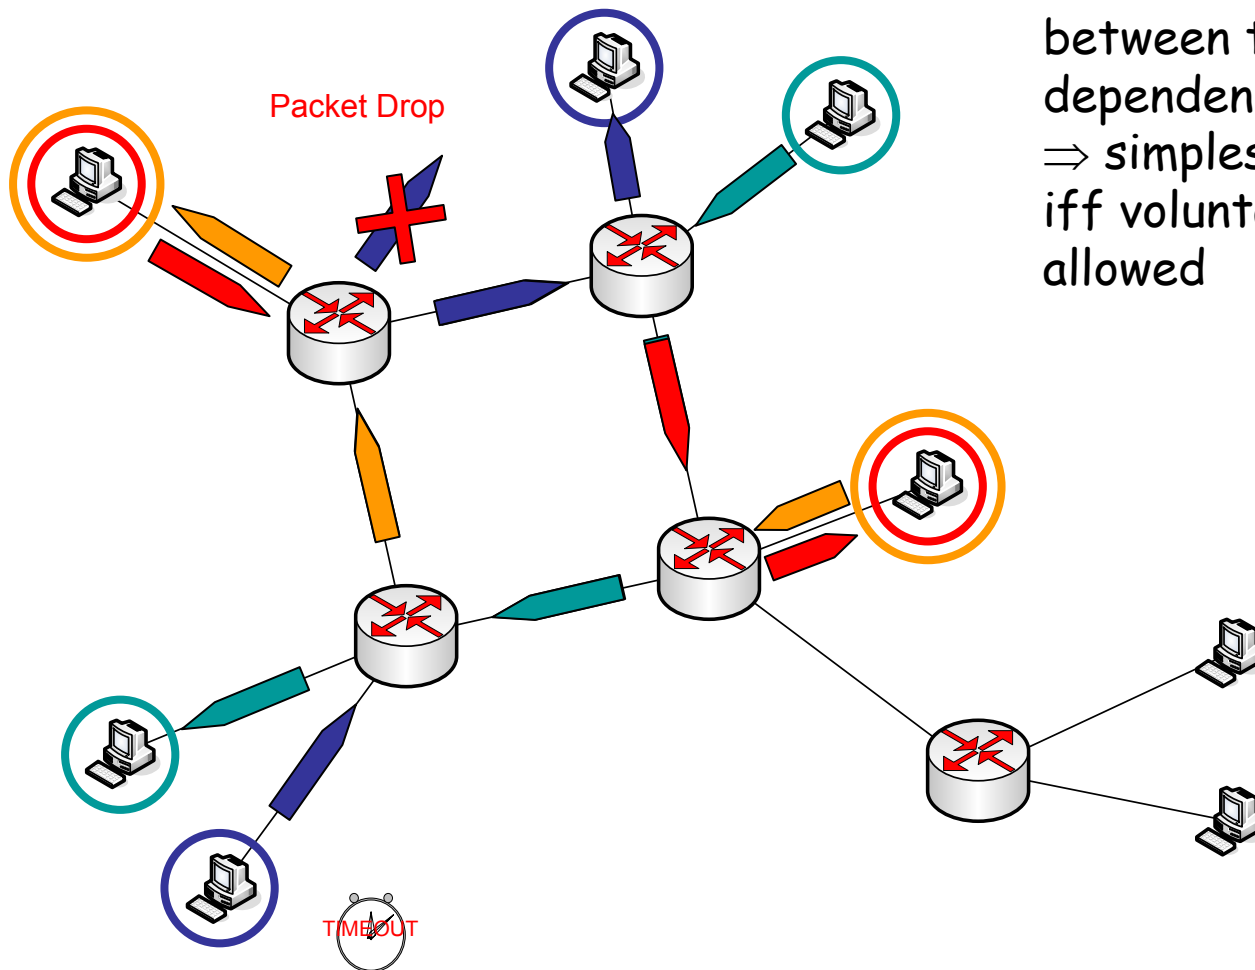 between
dependen
⇒ simples
iff volunt
allowed
Packet Drop
TIMEOUT